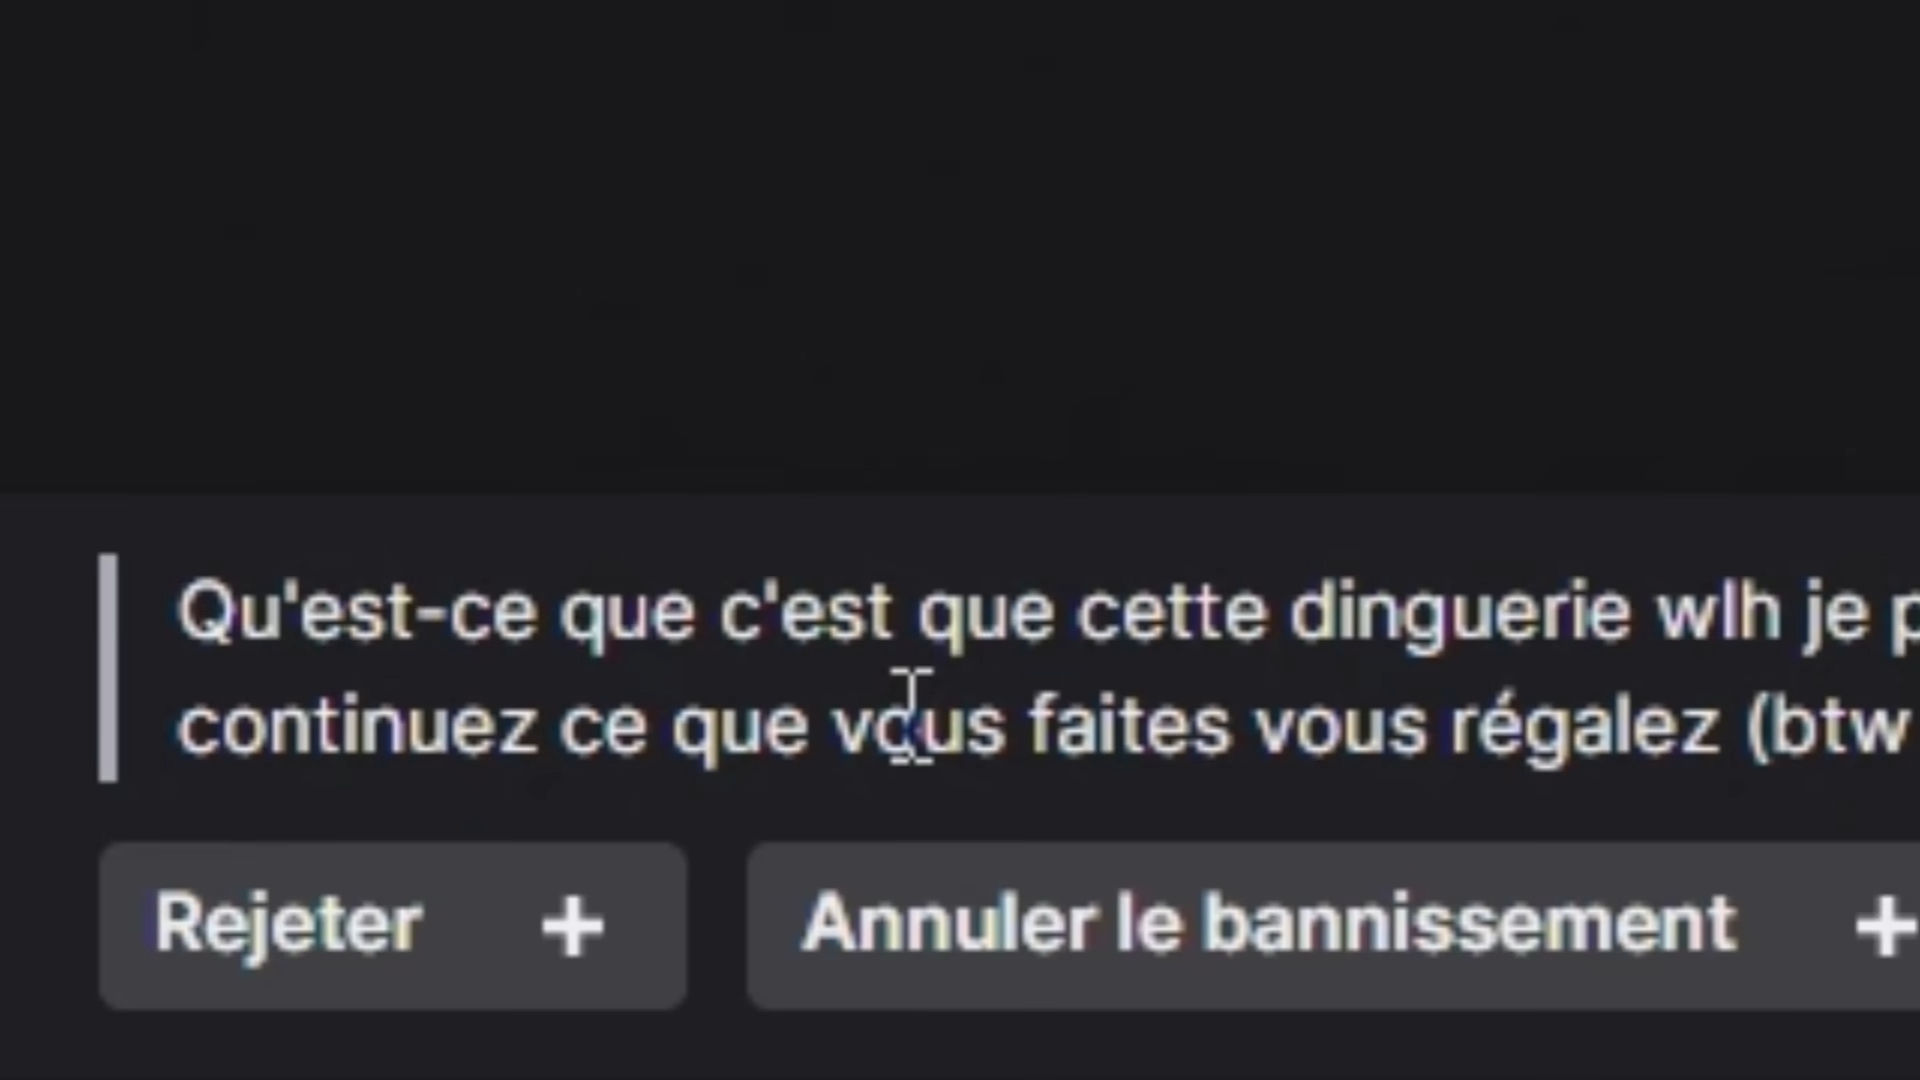 Qu'est-ce que c'est que cette dinguerie wlh je
continuez ce que vous faites vous régalez (btw
Rejeter +
Annuler le bannissement +